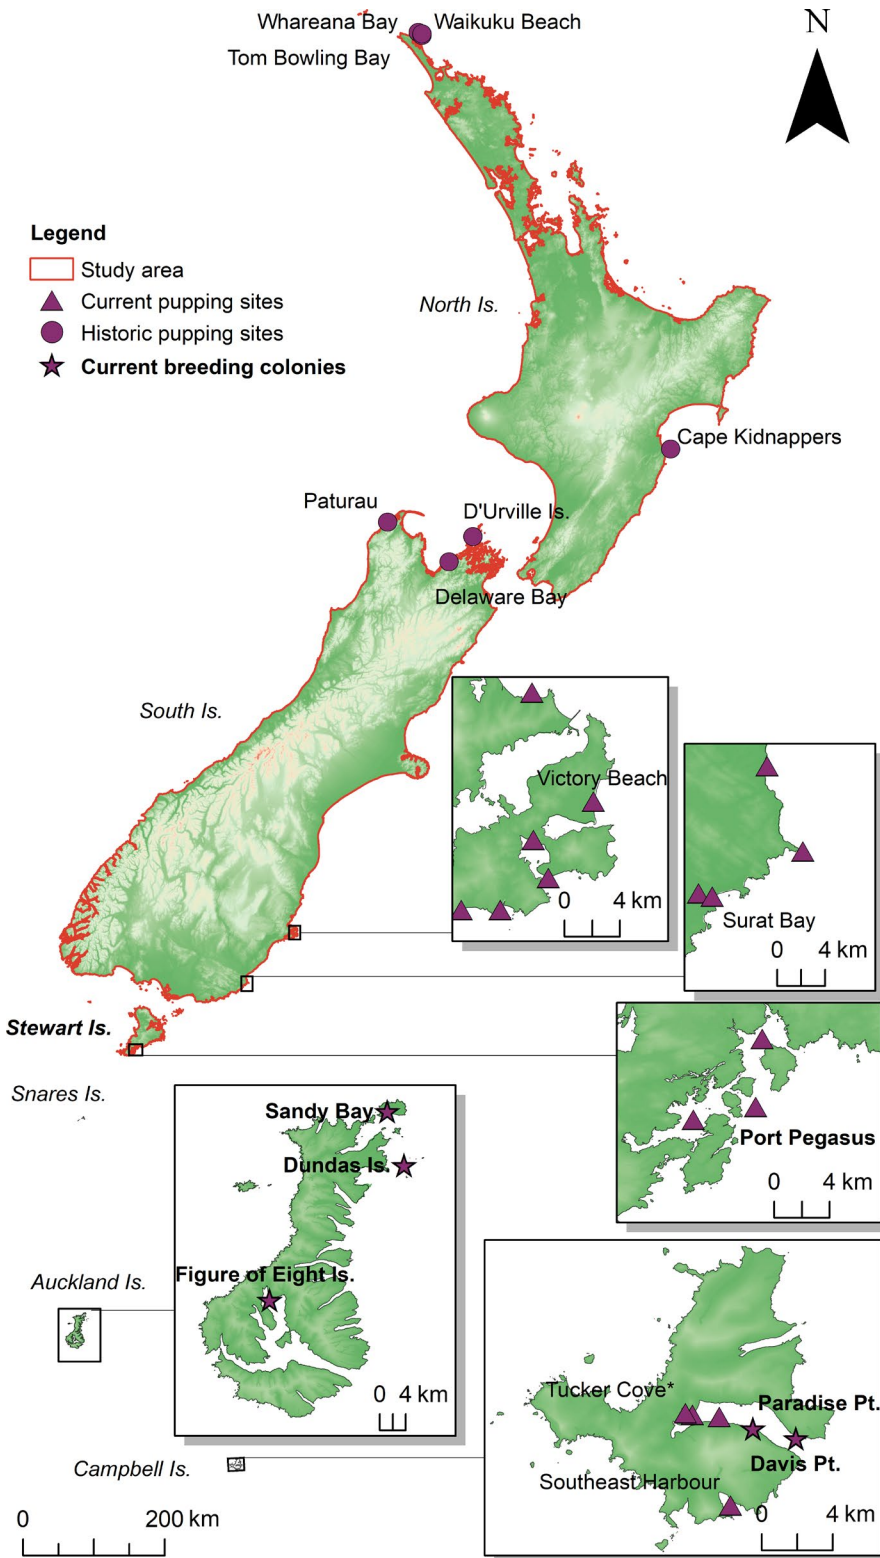 Whareana Bay
Waikuku Beach
Tom Bowling Bay
N
Legend
Study area
Current pupping sites
Historic pupping sites
Current breeding colonies
North Is.
Cape Kidnappers
Paturau
D'Urville Is.
Delaware Bay
South Is.
Victory Beach
0 4 km
Surat Bay
0 4 km
Stewart Is.
Port Pegasus
0 4 km
Snares Is.
Sandy Bay
Dundas Is.
Figure of Eight Is.
0 4 km
Auckland Is.
Tucker Cove*
Paradise Pt.
Davis Pt.
Southeast Harbour
0 4 km
Campbell Is.
0 200 km